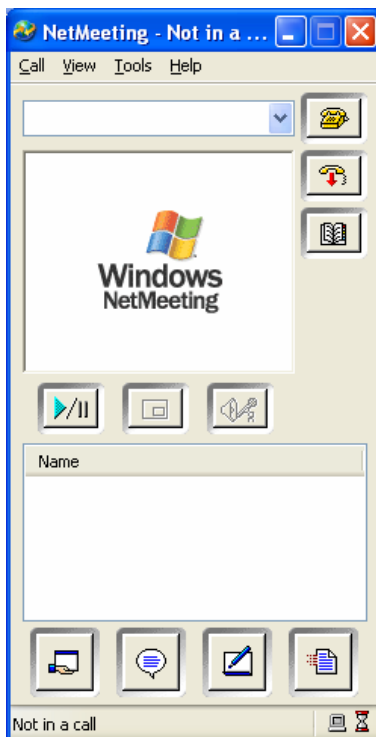 NetMeeting - Not in a ...
Call View Tools Help
Windows
NetMeeting
Name
Not in a call